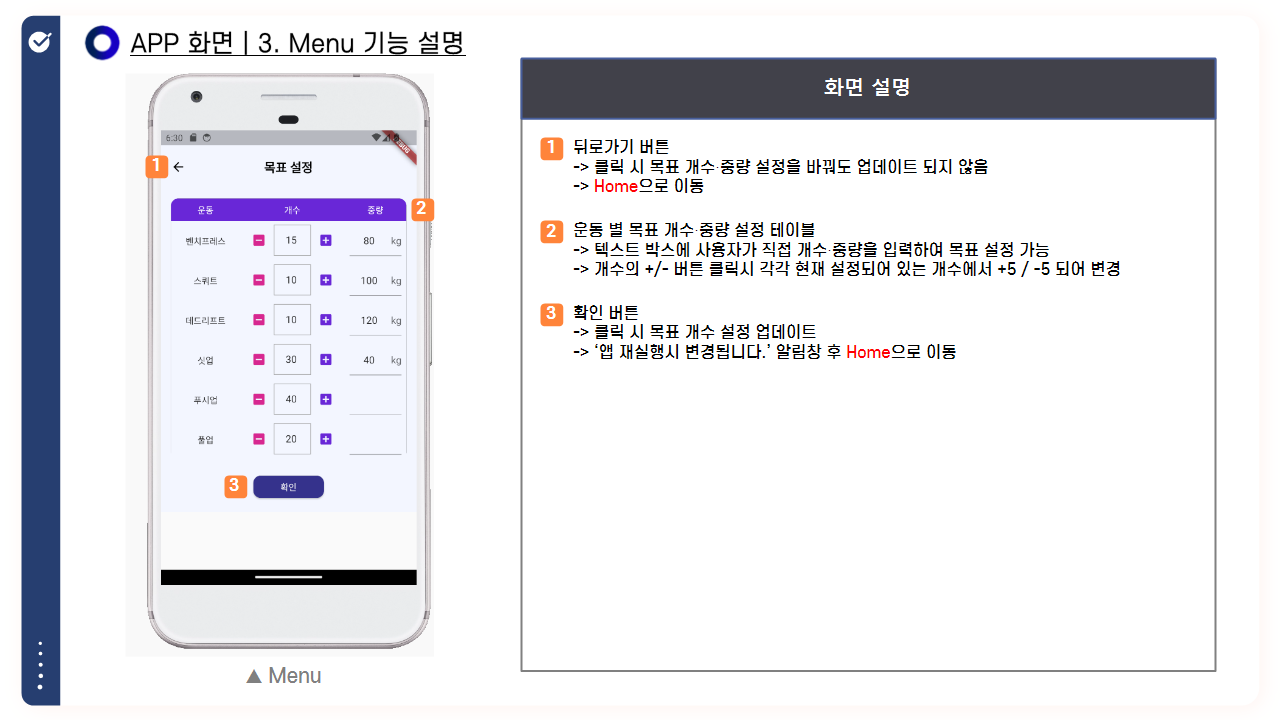 APP 화면 | 3. Menu 기능 설명
6:30
1
목표 설정
운동 개수 중량
2
벤치프레스 15 80 kg
스쿼트 10 100 kg
데드리프트 10 120 kg
싯업 30 40 kg
푸시업 40
풀업 20
3
확인
▲ Menu
화면 설명
1 뒤로가기 버튼
-> 클릭 시 목표 개수·중량 설정을 바꿔도 업데이트 되지 않음
-> Home으로 이동
2 운동 별 목표 개수·중량 설정 테이블
-> 텍스트 박스에 사용자가 직접 개수·중량을 입력하여 목표 설정 가능
-> 개수의 +/- 버튼 클릭시 각각 현재 설정되어 있는 개수에서 +5 / -5 되어 변경
3 확인 버튼
-> 클릭 시 목표 개수 설정 업데이트
-> ‘앱 재실행시 변경됩니다.’ 알림창 후 Home으로 이동